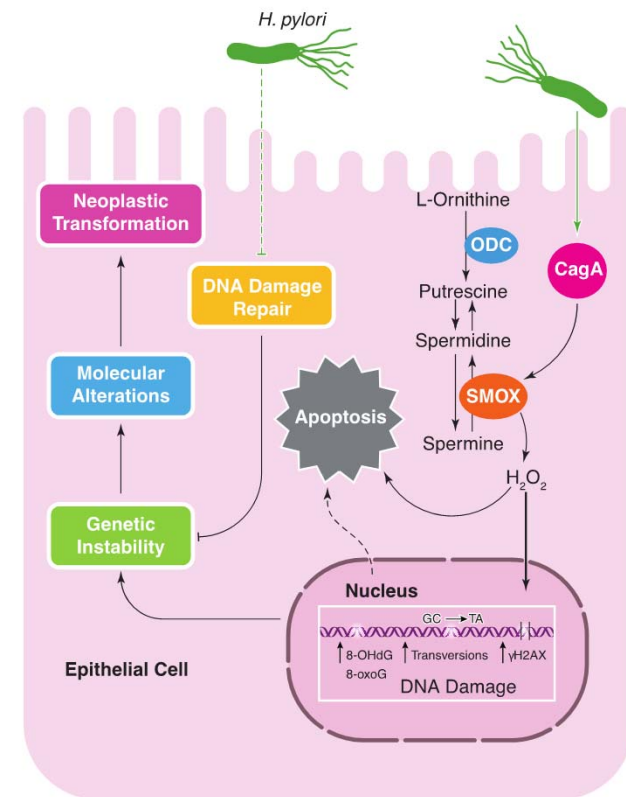 H. pylori
Neoplastic
Transformation
DNA Damage
Repair
Molecular
Alterations
Genetic
Instability
Apoptosis
L-Ornithine
ODC
Putrescine
Spermidine
SMOX
Spermine
CagA
H₂O₂
Nucleus
GC → TA
8-OHdG
8-oxoG
Transversions
γH2AX
DNA Damage
Epithelial Cell